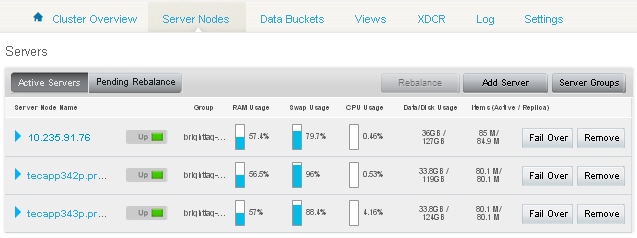 Cluster Overview Server Nodes Data Buckets Views XDCR Log Settings
Servers
Active Servers Pending Rebalance Rebalance Add Server Server Groups
Server Node Name Group RAM Usage Swap Usage CPU Usage Data/Disk Usage Items (Active / Replica)
10.235.91.76 Up 57.4% 79.7% 0.46% 36GB / 127GB 85 M/ 84.9 M Fail Over Remove
tecapp342p.pr... Up 56.5% 96% 0.53% 33.8GB / 119GB 80.1 M/ 80.1 M Fail Over Remove
tecapp343p.pr... Up 57% 88.4% 4.16% 33.8GB / 124GB 80.1 M/ 80.1 M Fail Over Remove